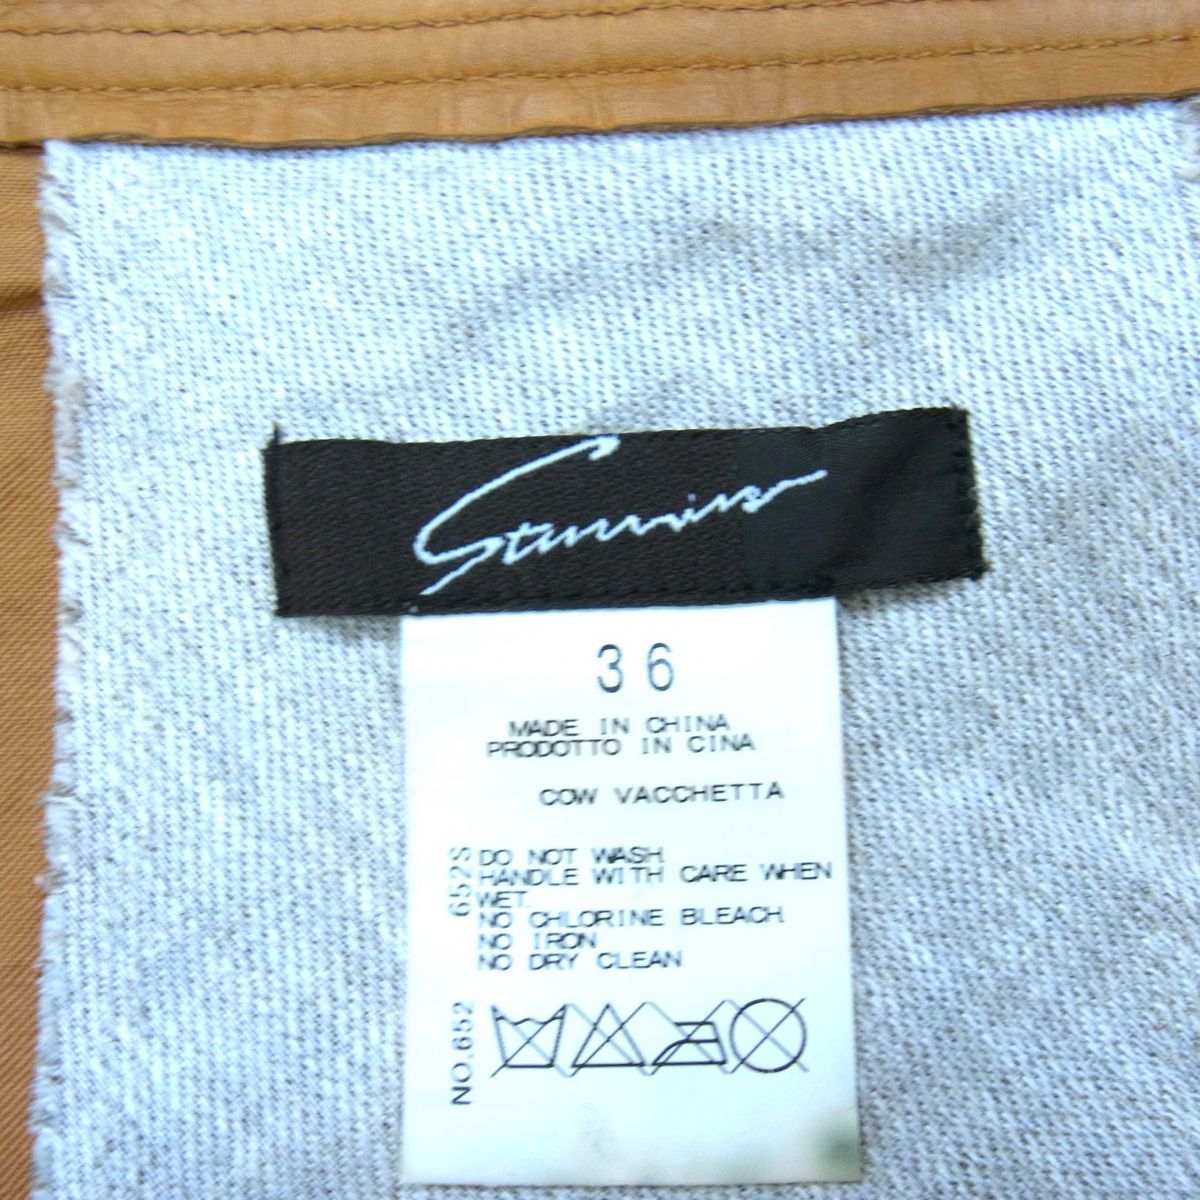 36
MADE IN CHINA
PRODOTTO IN CINA
COW VACCHETTA
DO NOT WASH
HANDLE WITH CARE WHEN
WET.
NO CHLORINE BLEACH
NO IRON
NO DRY CLEAN
NO.652 652S